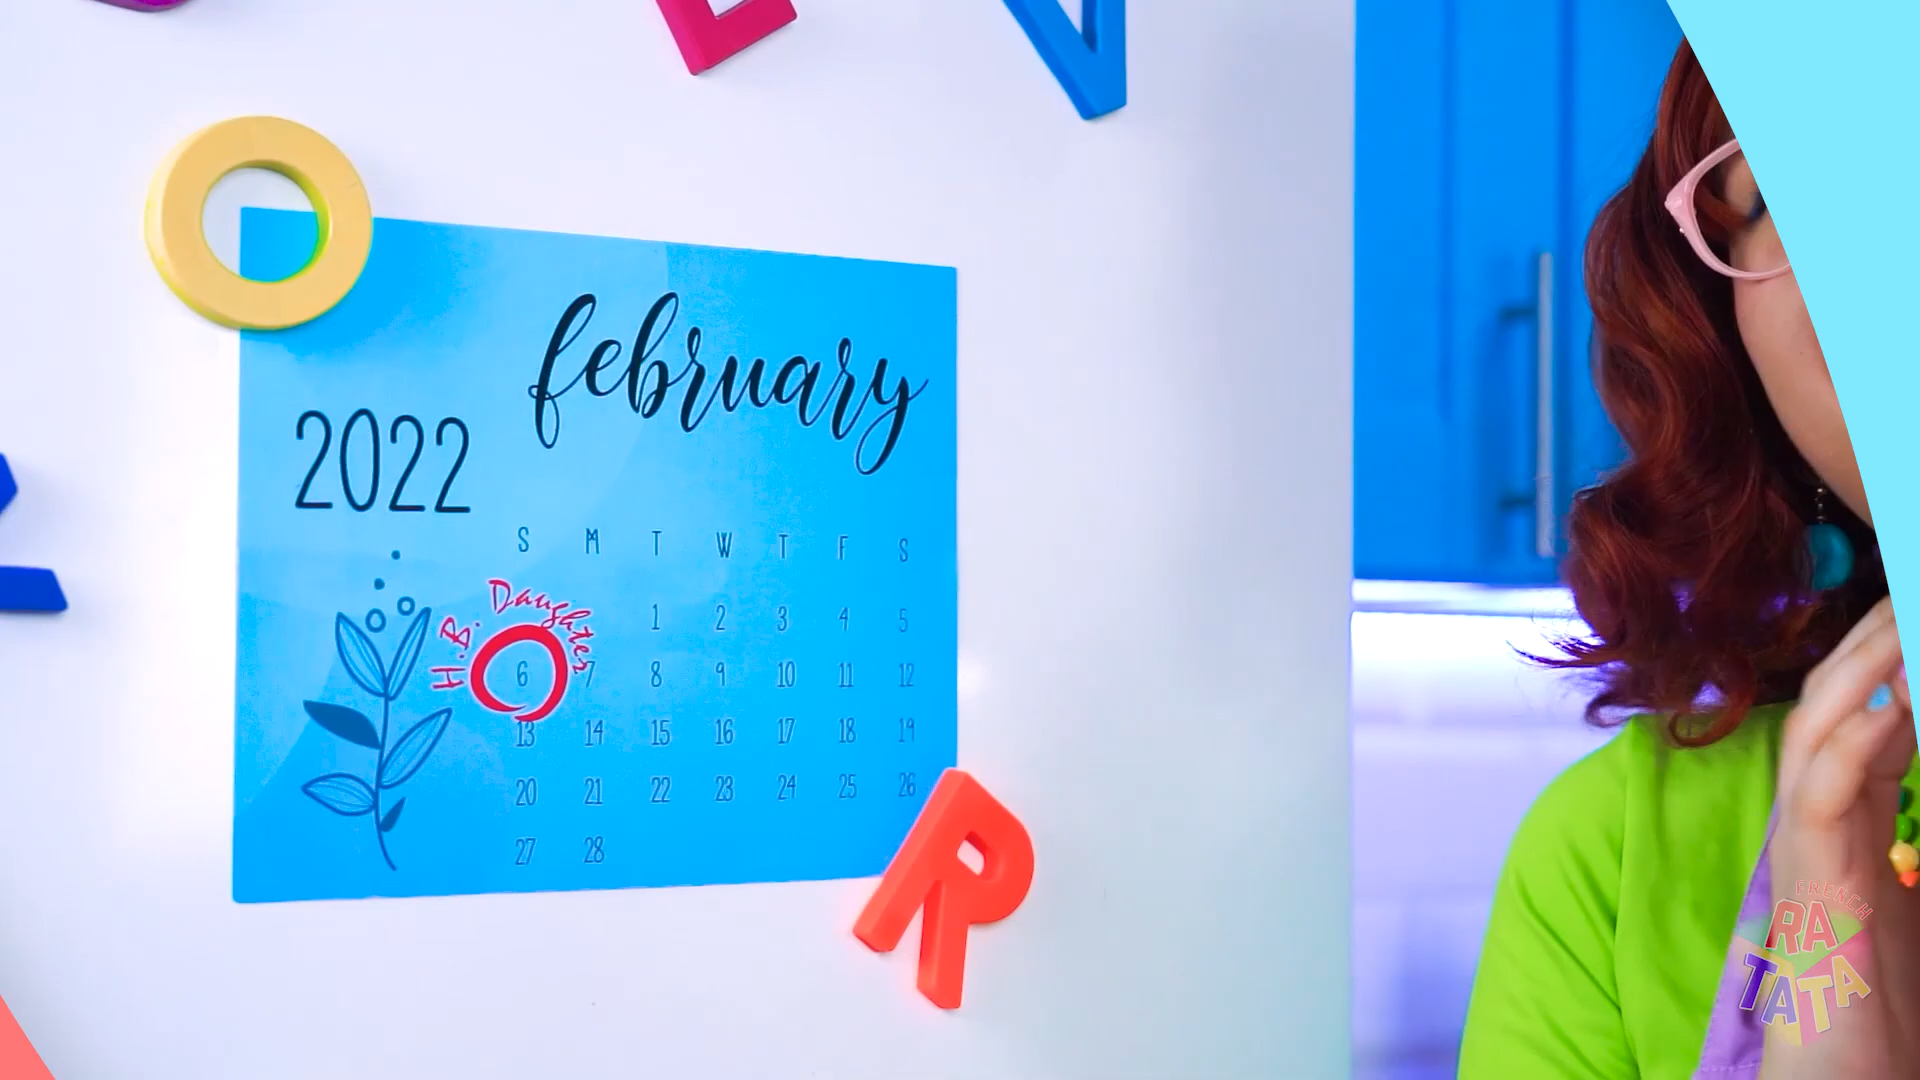 february
2022
S M T W T F S
H.B. Daughter
1 2 3 4 5
6 7 8 9 10 11 12
13 14 15 16 17 18 19
20 21 22 23 24 25 26
27 28
O
R
FRENCH
RA
TATA